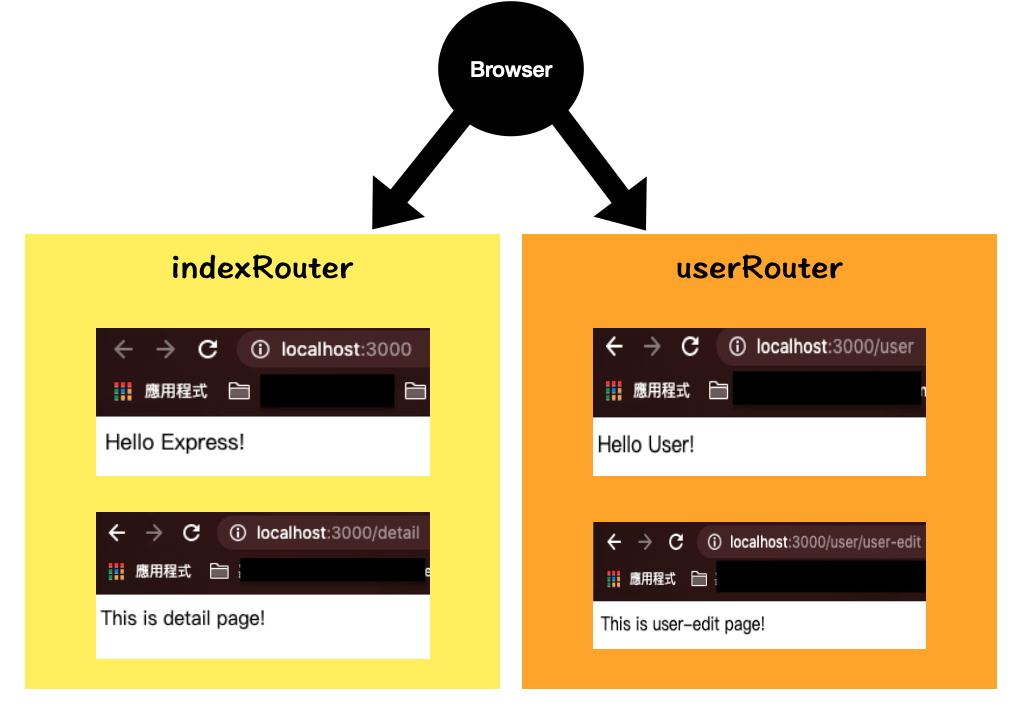 Browser
indexRouter
localhost:3000
應用程式
Hello Express!
localhost:3000/detail
應用程式
This is detail page!
userRouter
localhost:3000/user
應用程式
Hello User!
localhost:3000/user/user-edit
應用程式
This is user-edit page!